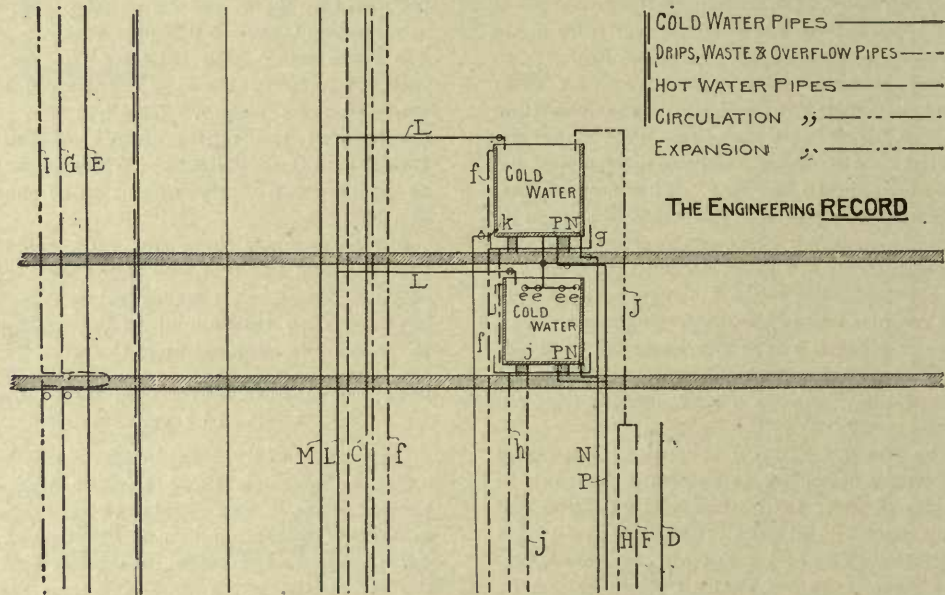 COLD WATER PIPES
DRIPS, WASTE & OVERFLOW PIPES
HOT WATER PIPES
CIRCULATION „
EXPANSION „
THE ENGINEERING RECORD
I G E
L
f
COLD
WATER
k PN
g
L
e e e e
COLD
WATER
J
f
j PN
M L C f
h
N
P
j
H F D